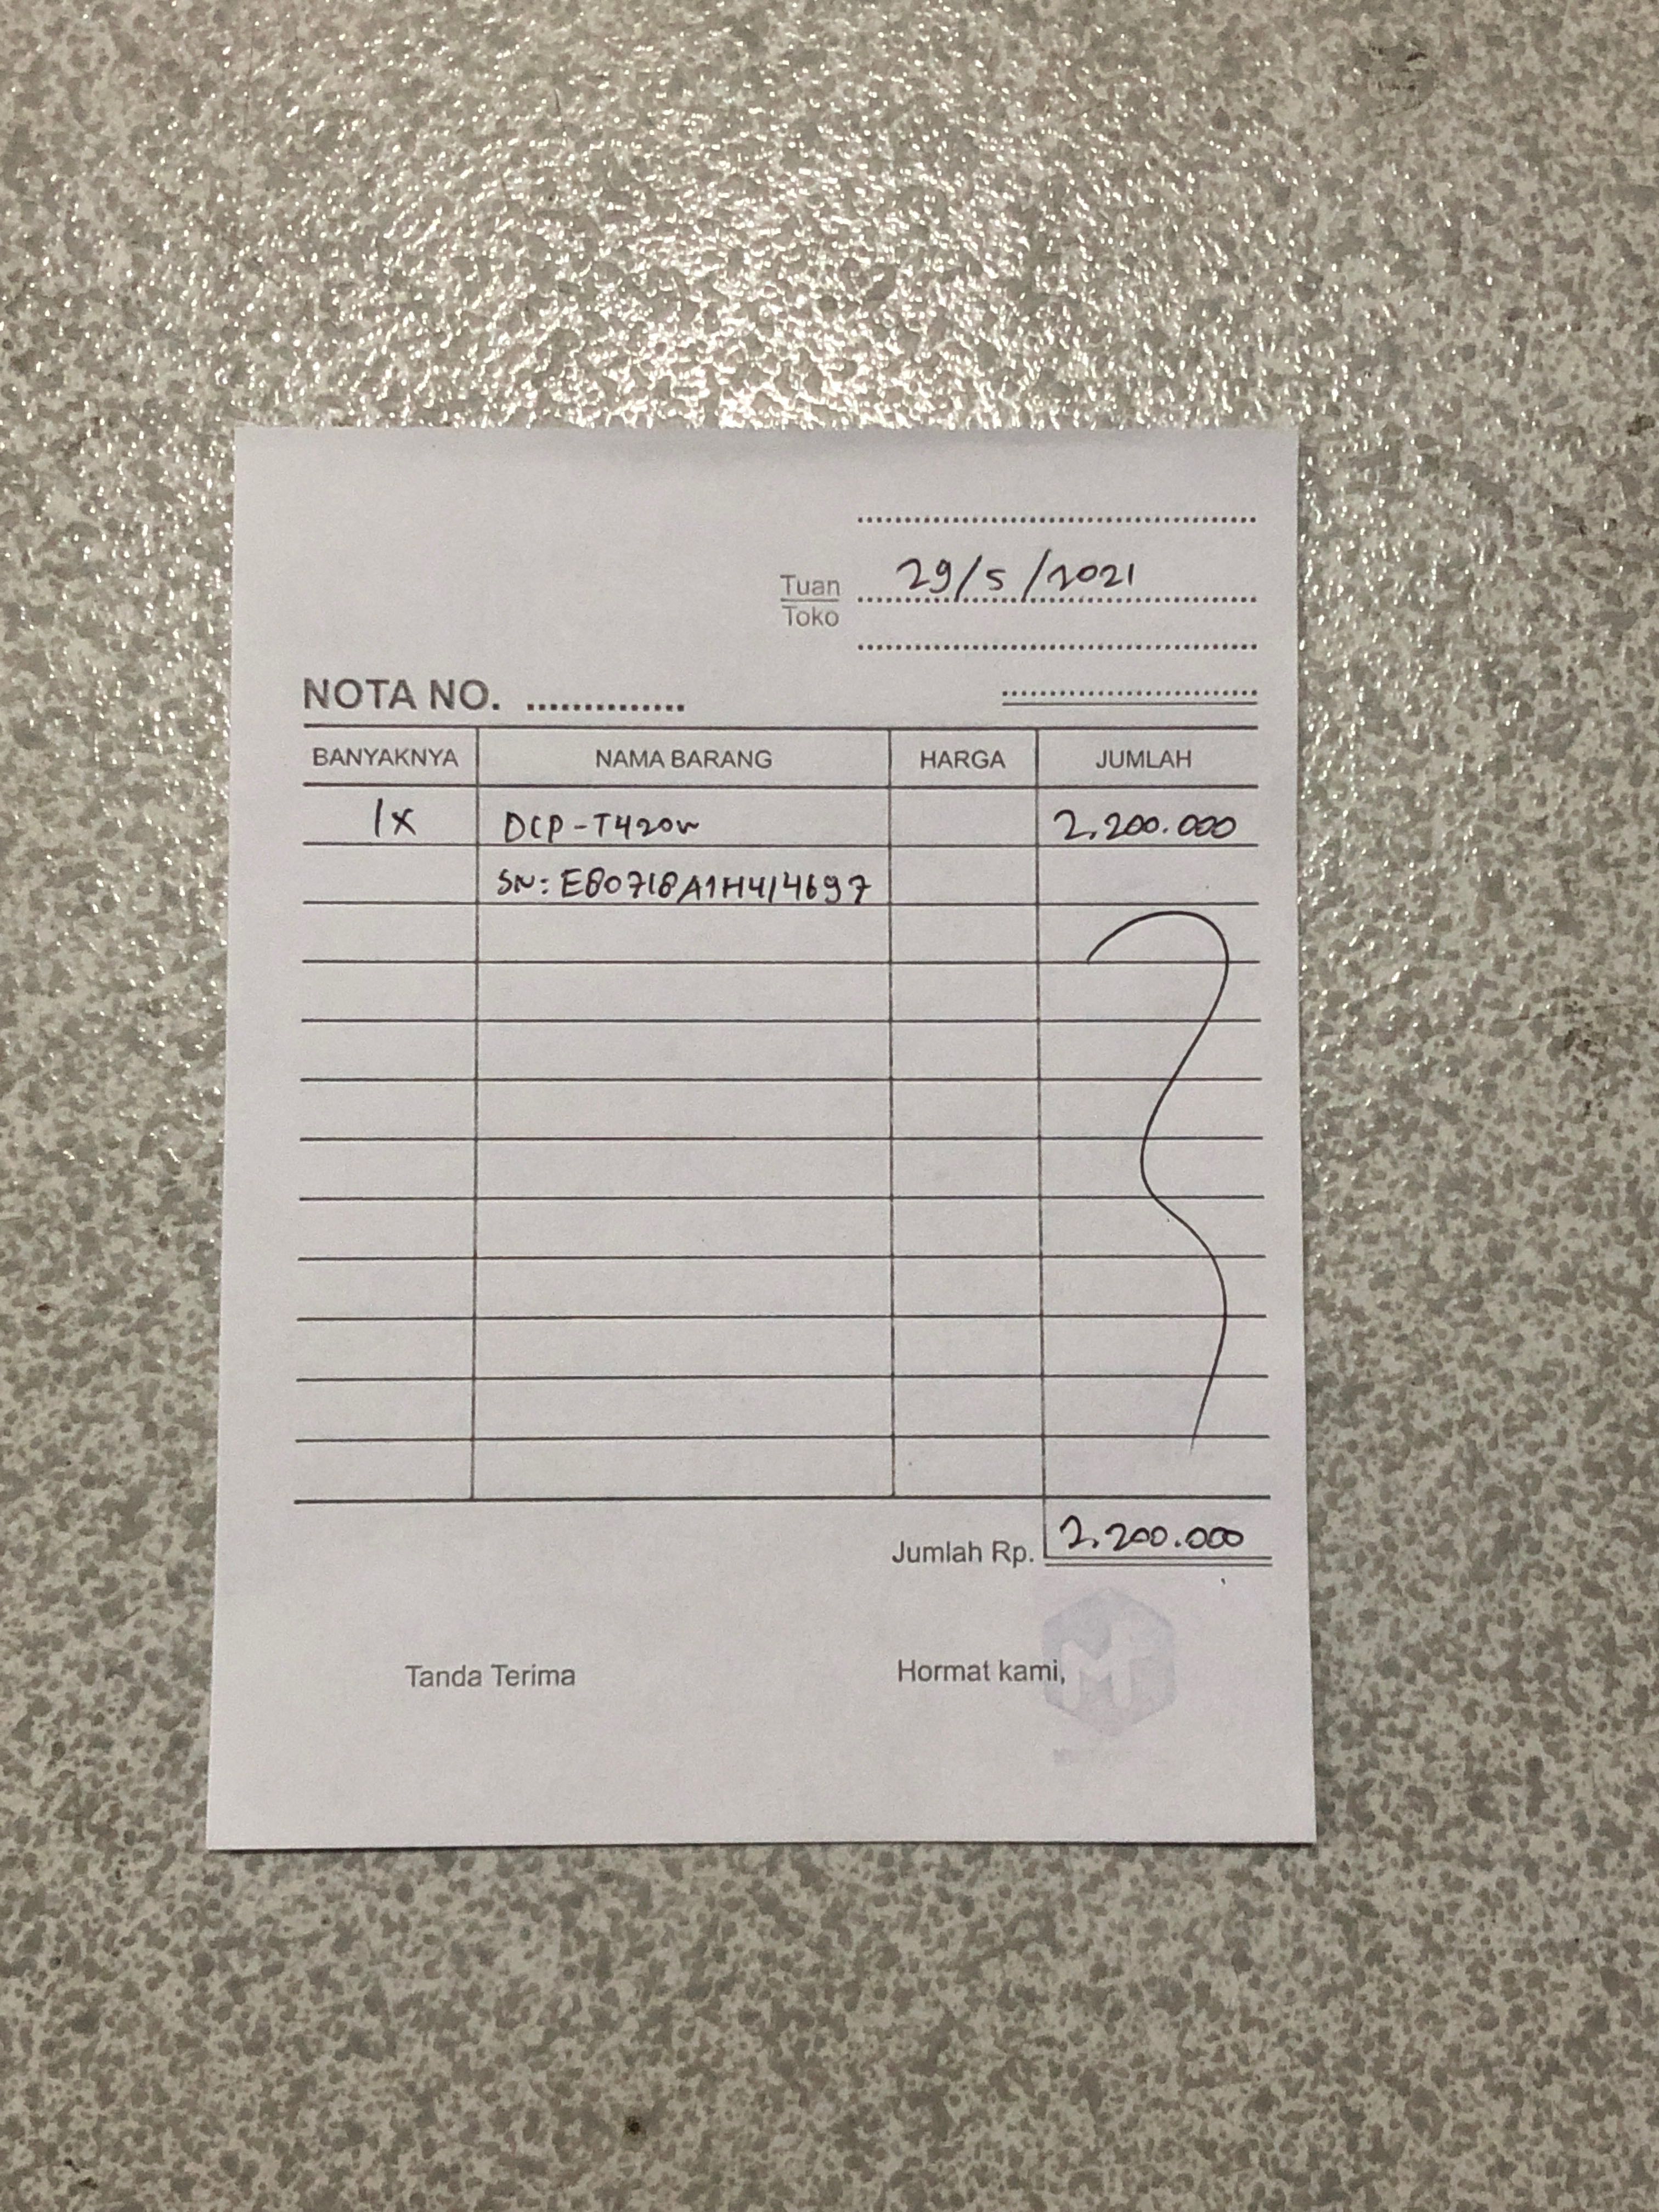 29/5/2021
Tuan
Toko
NOTA NO. ..............
BANYAKNYA NAMA BARANG HARGA JUMLAH
1x DCP-T420W 2.200.000
SN: E80718A1H414697
Jumlah Rp. 2.200.000
Tanda Terima Hormat kami,